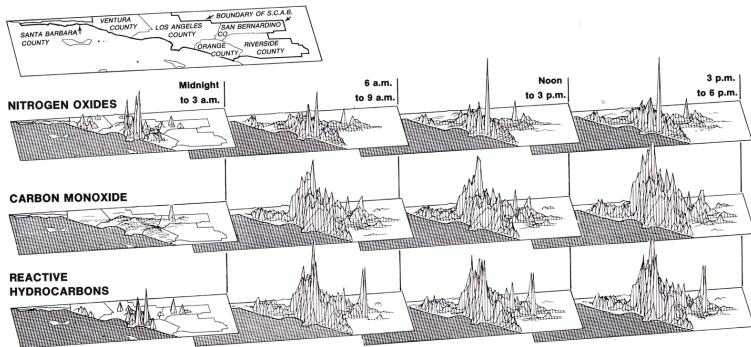 BOUNDARY OF S.C.A.B.
VENTURA
COUNTY
LOS ANGELES
COUNTY
SAN BERNARDINO
CO.
SANTA BARBARA
COUNTY
ORANGE
COUNTY
RIVERSIDE
COUNTY
Midnight
to 3 a.m.
6 a.m.
to 9 a.m.
Noon
to 3 p.m.
3 p.m.
to 6 p.m.
NITROGEN OXIDES
CARBON MONOXIDE
REACTIVE
HYDROCARBONS